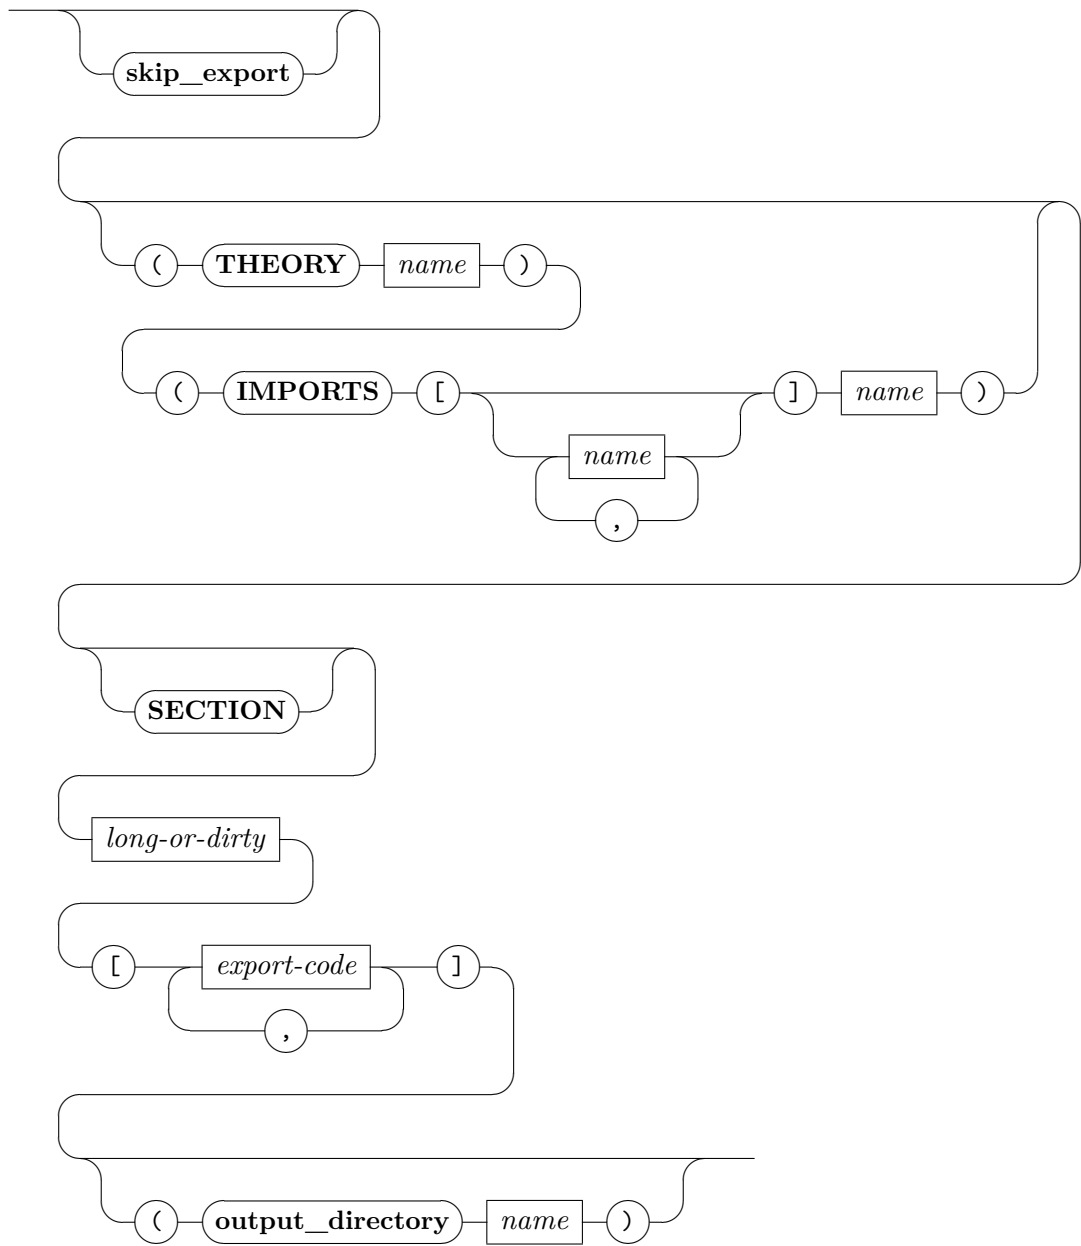 skip_export
( THEORY name )
( IMPORTS [ ] name )
name
,
SECTION
long-or-dirty
[ export-code ]
,
( output_directory name )